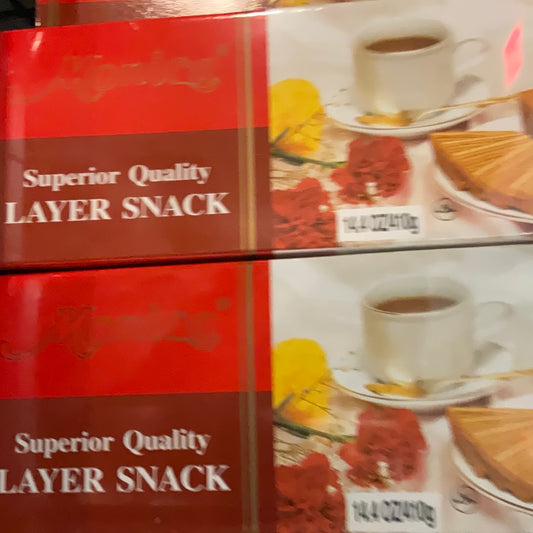 Superior Quality
LAYER SNACK
14.4 OZ/410g
Superior Quality
LAYER SNACK
14.4 OZ/410g